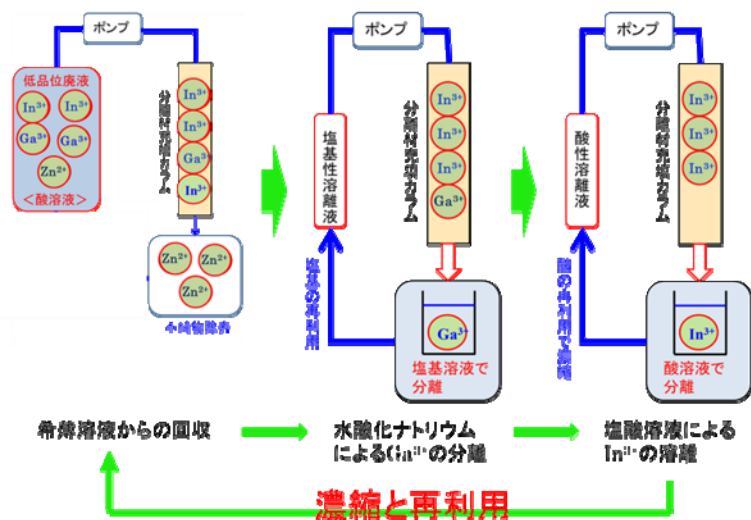 ポンプ
低品位廃液
In³⁺
In³⁺
Ga³⁺
Ga³⁺
Zn²⁺
＜酸溶液＞
分離材充填カラム
In³⁺
In³⁺
Ga³⁺
In³⁺
Zn²⁺
Zn²⁺
Zn²⁺
不純物除去
ポンプ
塩基性溶離液
分離材充填カラム
In³⁺
In³⁺
In³⁺
Ga³⁺
塩基の再利用
Ga³⁺
塩基溶液で
分離
ポンプ
酸性溶離液
分離材充填カラム
In³⁺
In³⁺
In³⁺
酸の再利用で濃縮
In³⁺
酸溶液で
分離
希薄溶液からの回収
水酸化ナトリウム
によるGa³⁺の分離
塩酸溶液による
In³⁺の溶離
濃縮と再利用